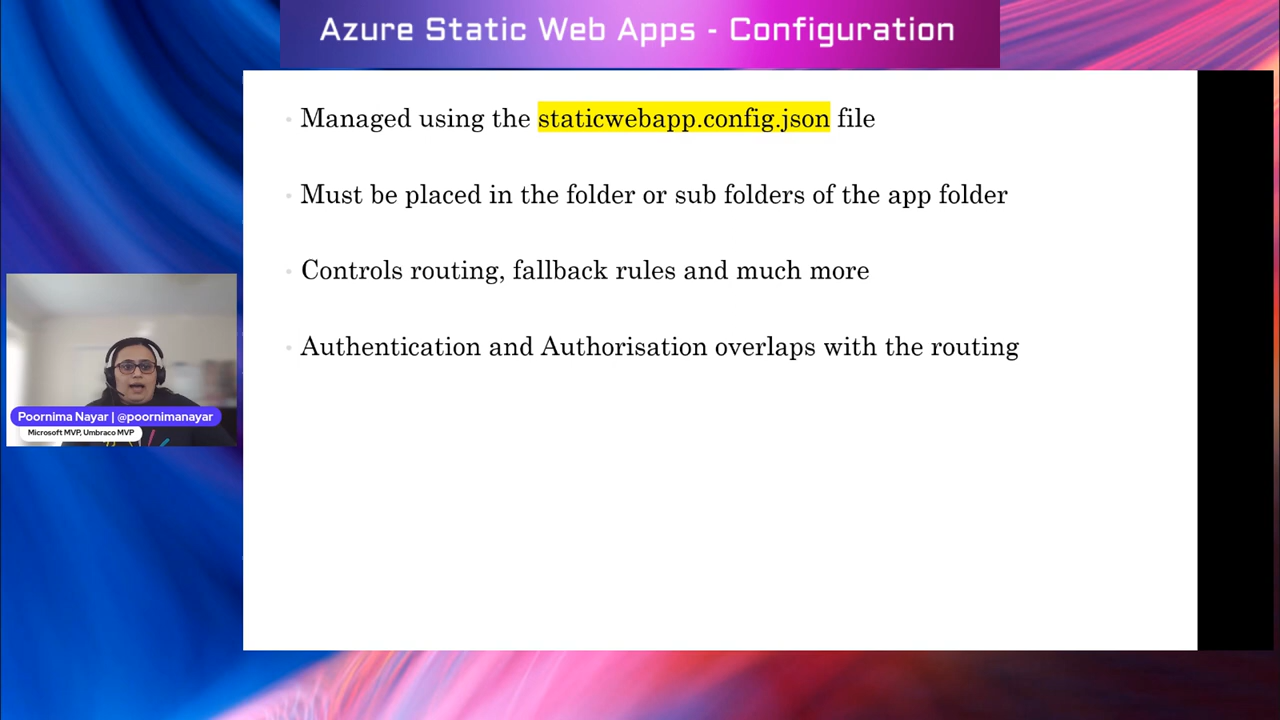 Azure Static Web Apps - Configuration
• Managed using the staticwebapp.config.json file
• Must be placed in the folder or sub folders of the app folder
• Controls routing, fallback rules and much more
• Authentication and Authorisation overlaps with the routing
Poornima Nayar | @poornimanayar
Microsoft MVP, Umbraco MVP